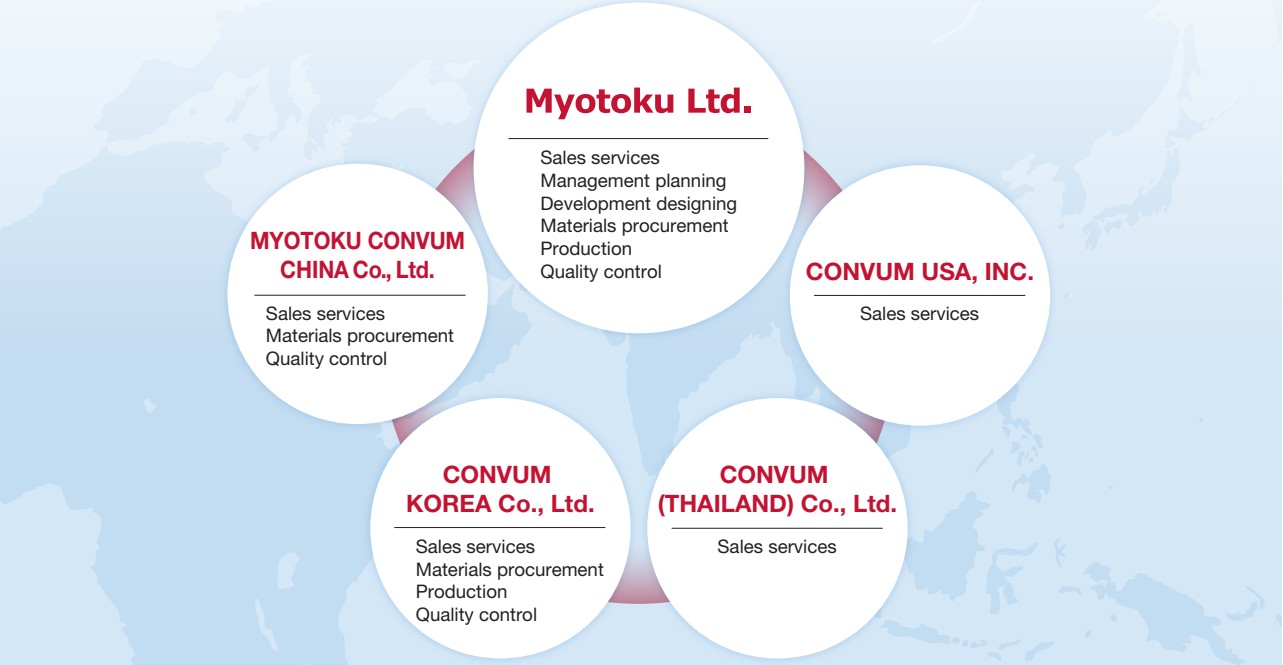 Myotoku Ltd.
Sales services
Management planning
Development designing
Materials procurement
Production
Quality control
MYOTOKU CONVUM
CHINA Co., Ltd.
Sales services
Materials procurement
Quality control
CONVUM USA, INC.
Sales services
CONVUM
KOREA Co., Ltd.
Sales services
Materials procurement
Production
Quality control
CONVUM
(THAILAND) Co., Ltd.
Sales services